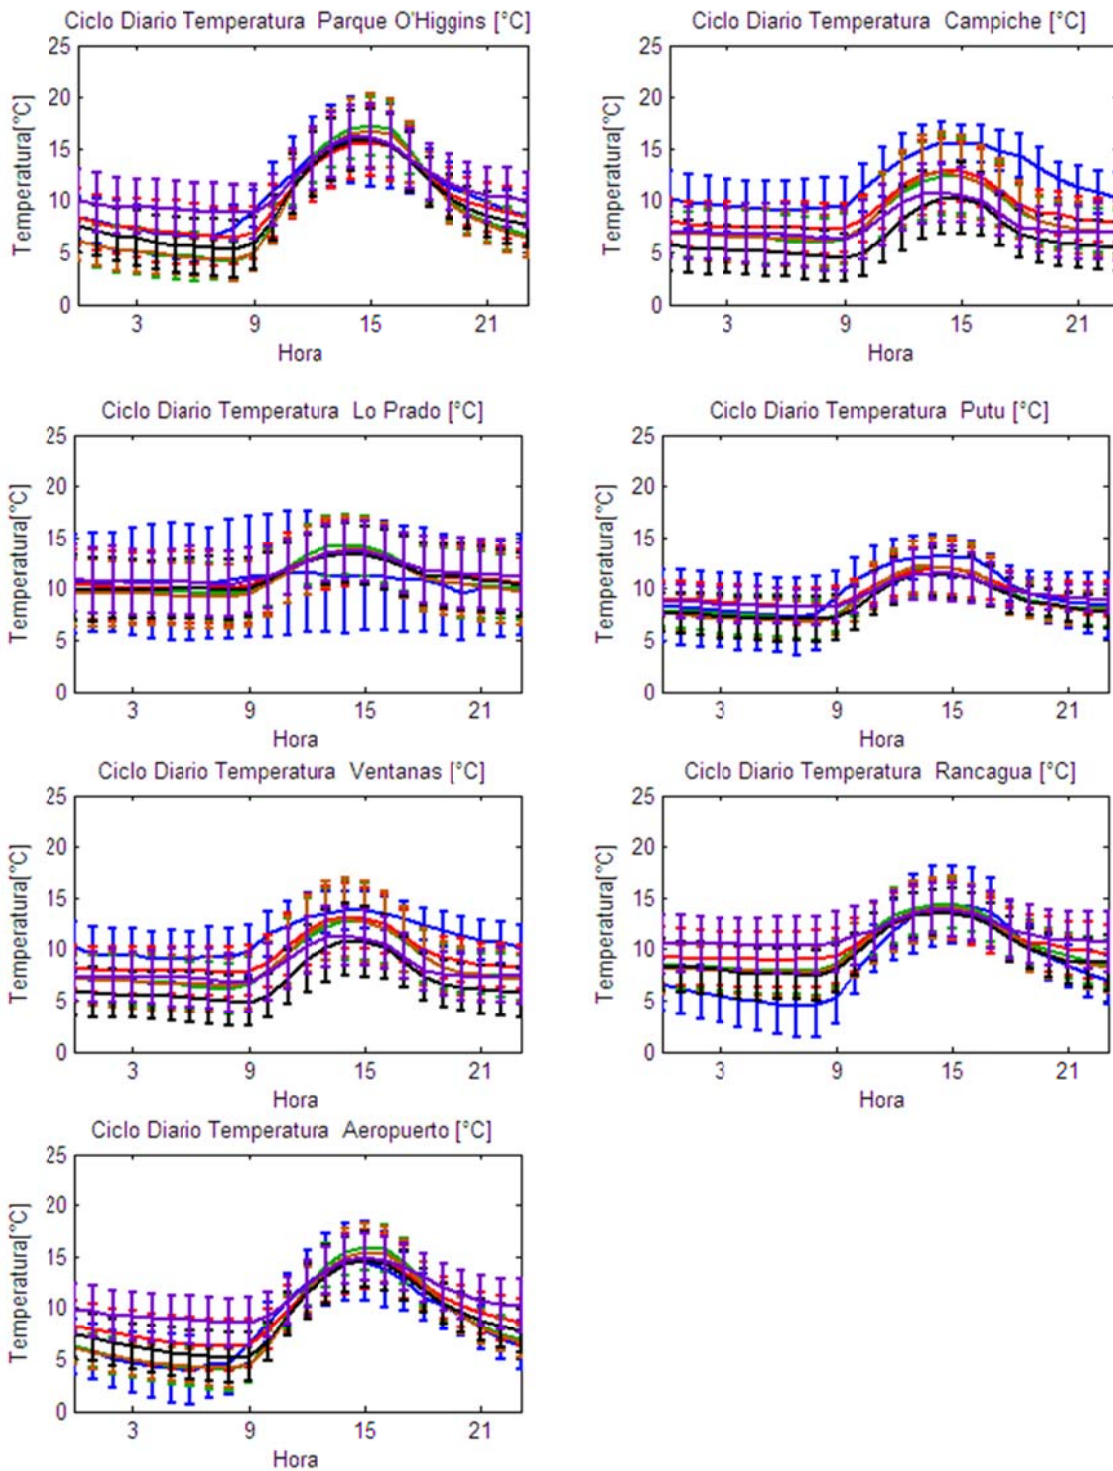 Ciclo Diario Temperatura Parque O'Higgins [°C]
25
20
15
10
5
0
Temperatura[°C]
3 9 15 21
Hora
Ciclo Diario Temperatura Campiche [°C]
25
20
15
10
5
0
Temperatura[°C]
3 9 15 21
Hora
Ciclo Diario Temperatura Lo Prado [°C]
25
20
15
10
5
0
Temperatura[°C]
3 9 15 21
Hora
Ciclo Diario Temperatura Putu [°C]
25
20
15
10
5
0
Temperatura[°C]
3 9 15 21
Hora
Ciclo Diario Temperatura Ventanas [°C]
25
20
15
10
5
0
Temperatura[°C]
3 9 15 21
Hora
Ciclo Diario Temperatura Rancagua [°C]
25
20
15
10
5
0
Temperatura[°C]
3 9 15 21
Hora
Ciclo Diario Temperatura Aeropuerto [°C]
25
20
15
10
5
0
Temperatura[°C]
3 9 15 21
Hora